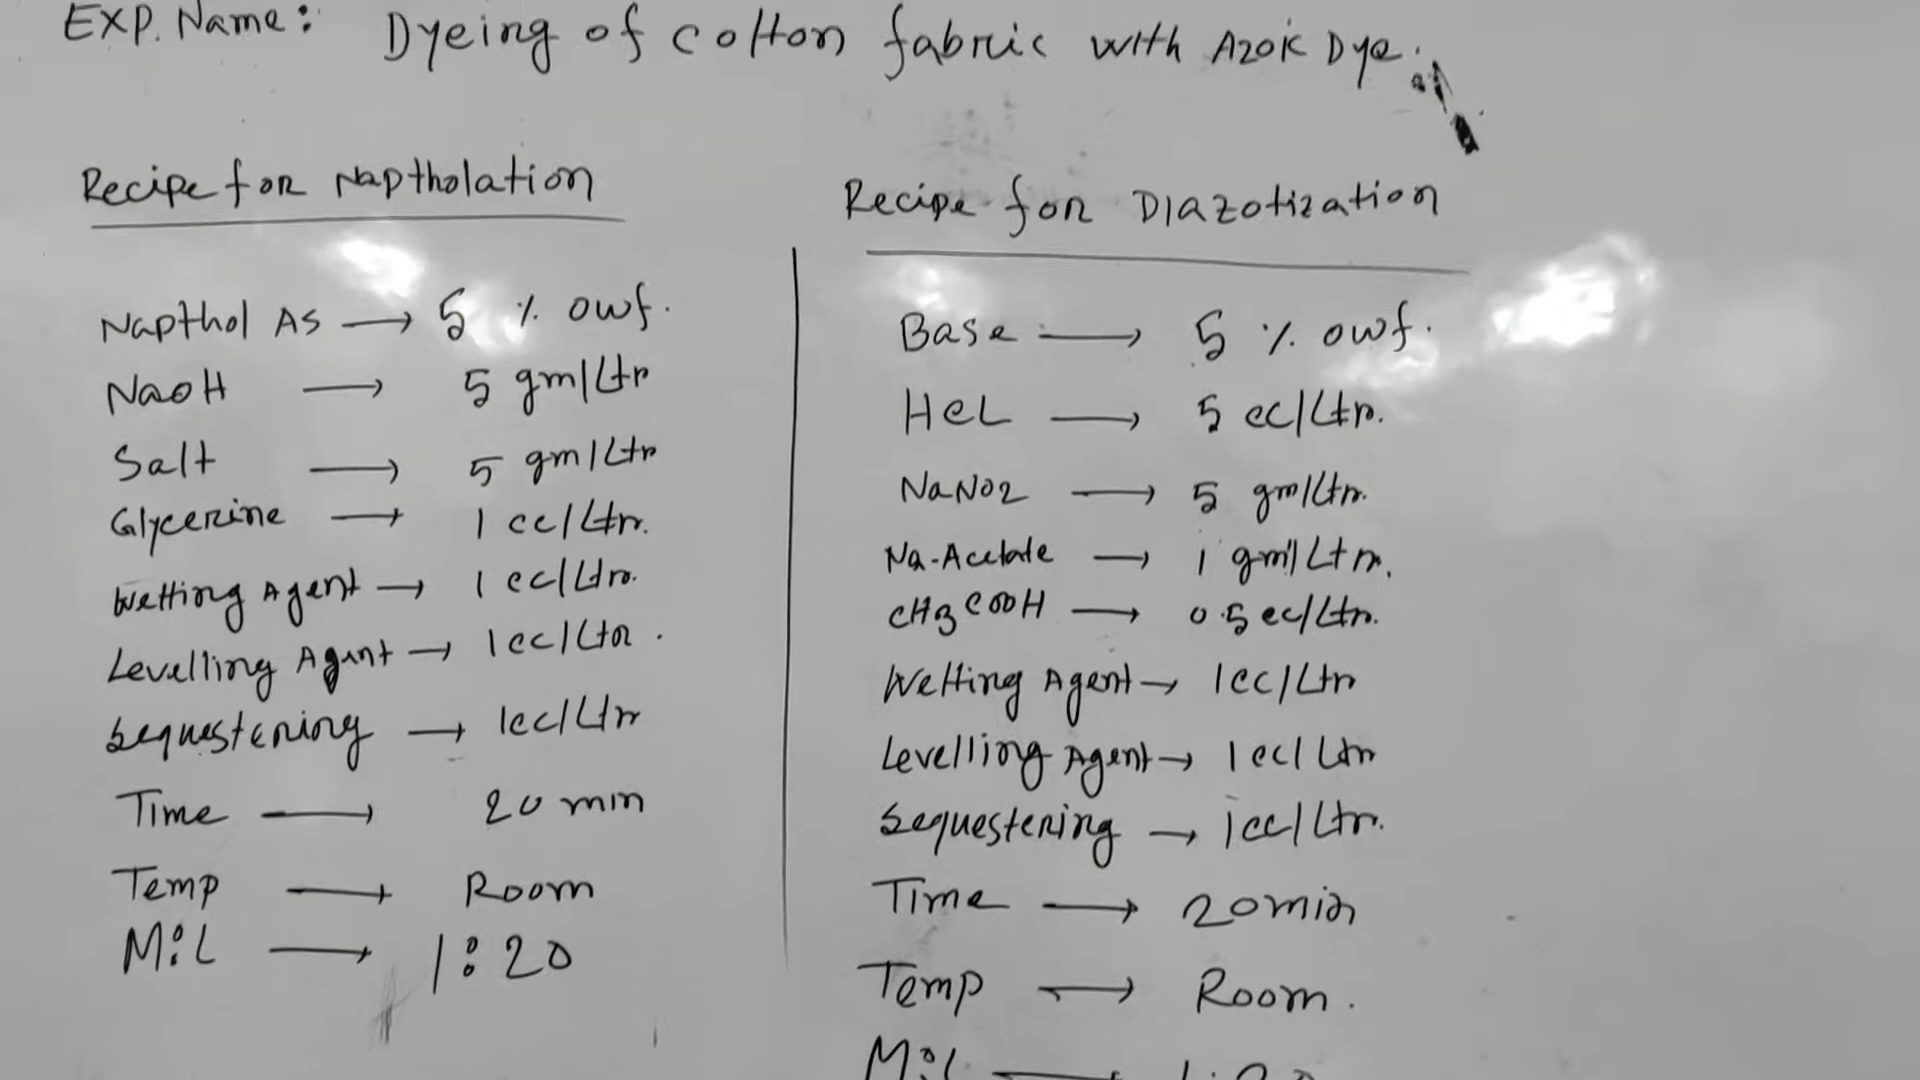 EXP. Name: Dyeing of cotton fabric with Azok Dye.
Recipe for Naptholation
Napthol AS → 5 % owf.
NaOH → 5 gm/Ltr
Salt → 5 gm/Ltr
Glycerine → 1 cc/Ltr.
Wetting Agent → 1 cc/Ltr.
Levelling Agent → 1cc/Ltr.
Sequestering → 1cc/Ltr
Time → 20 min
Temp → Room
M:L → 1:20
Recipe for Diazotization
Base → 5 % owf.
HCL → 5 cc/Ltr.
NaNO2 → 5 gm/Ltr.
Na-Acetate → 1 gm/Ltr.
CH3COOH → 0.5 cc/Ltr.
Wetting Agent → 1cc/Ltr
Levelling Agent → 1 cc/Ltr
Sequestering → 1cc/Ltr.
Time → 20min
Temp → Room.
M:L →